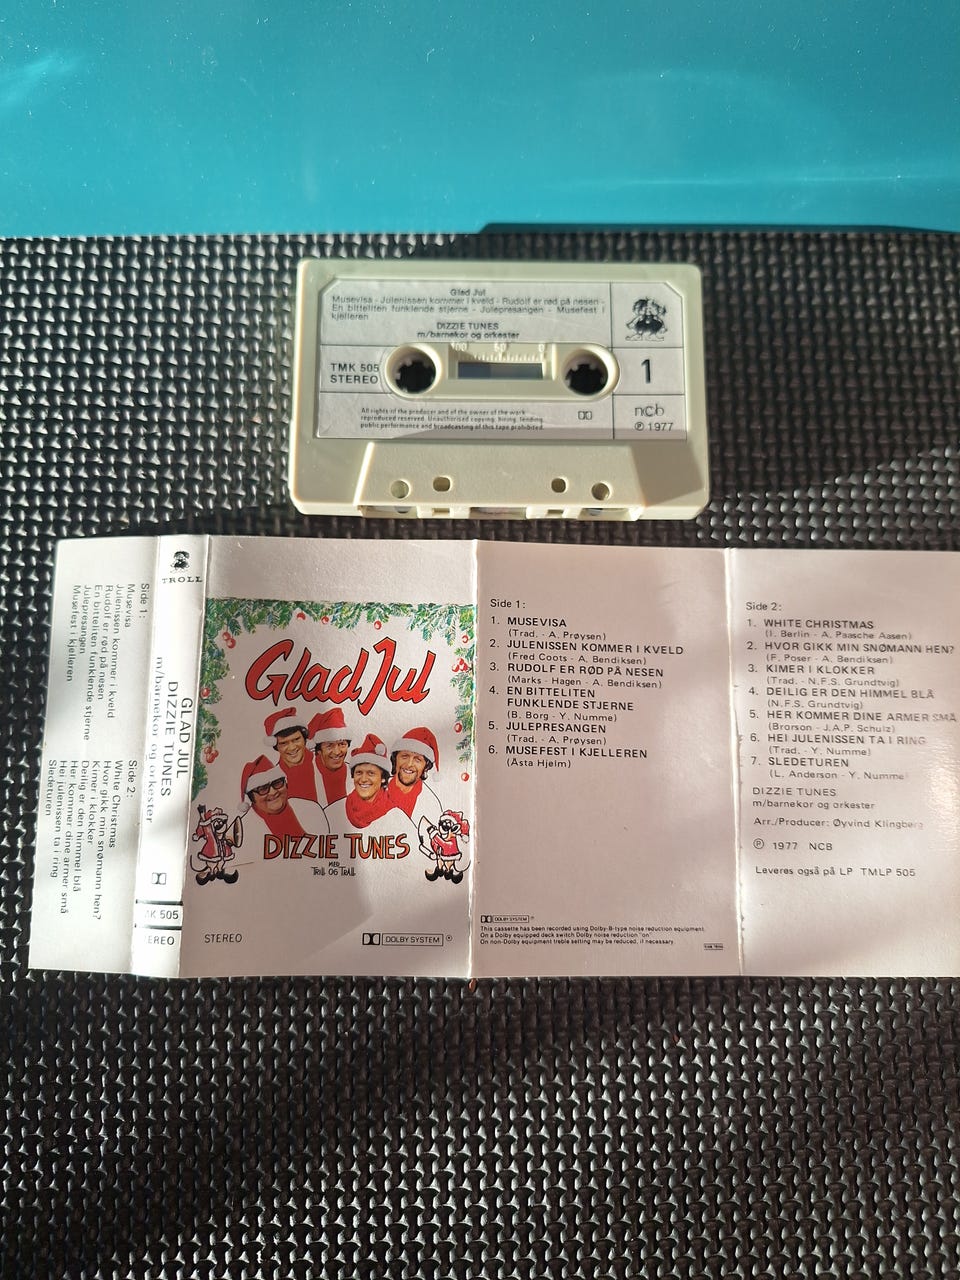 Glad Jul
Musevisa - Julenissen kommer i kveld - Rudolf er rød på nesen -
En bitteliten funklende stjerne - Julepresangen - Musefest i
kjelleren
DIZZIE TUNES
m/barnekor og orkester
100 50 0
TMK 505
STEREO
1
All rights of the producer and of the owner of the work
reproduced reserved. Unauthorised copying, hiring, lending,
public performance and broadcasting of this tape prohibited.
ncb
℗ 1977
Side 1:
Musevisa
Julenissen kommer i kveld
Rudolf er rød på nesen
En bitteliten funklende stjerne
Julepresangen
Musefest i kjelleren
Side 2:
White Christmas
Hvor gikk min snømann hen?
Kimer i klokker
Deilig er den himmel blå
Her kommer dine armer små
Hei julenissen ta i ring
Sledeturen
TROLL
GLAD JUL
DIZZIE TUNES
m/barnekor og orkester
MK 505
EREO
Glad Jul
DIZZIE TUNES
MED
TRILL OG TRALL
STEREO
DOLBY SYSTEM ®
Side 1:
1. MUSEVISA
(Trad. - A. Prøysen)
2. JULENISSEN KOMMER I KVELD
(Fred Coots - A. Bendiksen)
3. RUDOLF ER RØD PÅ NESEN
(Marks - Hagen - A. Bendiksen)
4. EN BITTELITEN
FUNKLENDE STJERNE
(B. Borg - Y. Numme)
5. JULEPRESANGEN
(Trad. - A. Prøysen)
6. MUSEFEST I KJELLEREN
(Åsta Hjelm)
DOLBY SYSTEM ®
This cassette has been recorded using Dolby-B-type noise reduction equipment.
On a Dolby equipped deck switch Dolby noise reduction "on"
On non-Dolby equipment treble setting may be reduced, if necessary.
Side 2:
1. WHITE CHRISTMAS
(I. Berlin - A. Paasche Aasen)
2. HVOR GIKK MIN SNØMANN HEN?
(F. Poser - A. Bendiksen)
3. KIMER I KLOKKER
(Trad. - N.F.S. Grundtvig)
4. DEILIG ER DEN HIMMEL BLÅ
(N.F.S. Grundtvig)
5. HER KOMMER DINE ARMER SMÅ
(Brorson - J.A.P. Schulz)
6. HEI JULENISSEN TA I RING
(Trad. - Y. Numme)
7. SLEDETUREN
(L. Anderson - Y. Numme)
DIZZIE TUNES
m/barnekor og orkester
Arr./Producer: Øyvind Klingberg
℗ 1977 NCB
Leveres også på LP TMLP 505